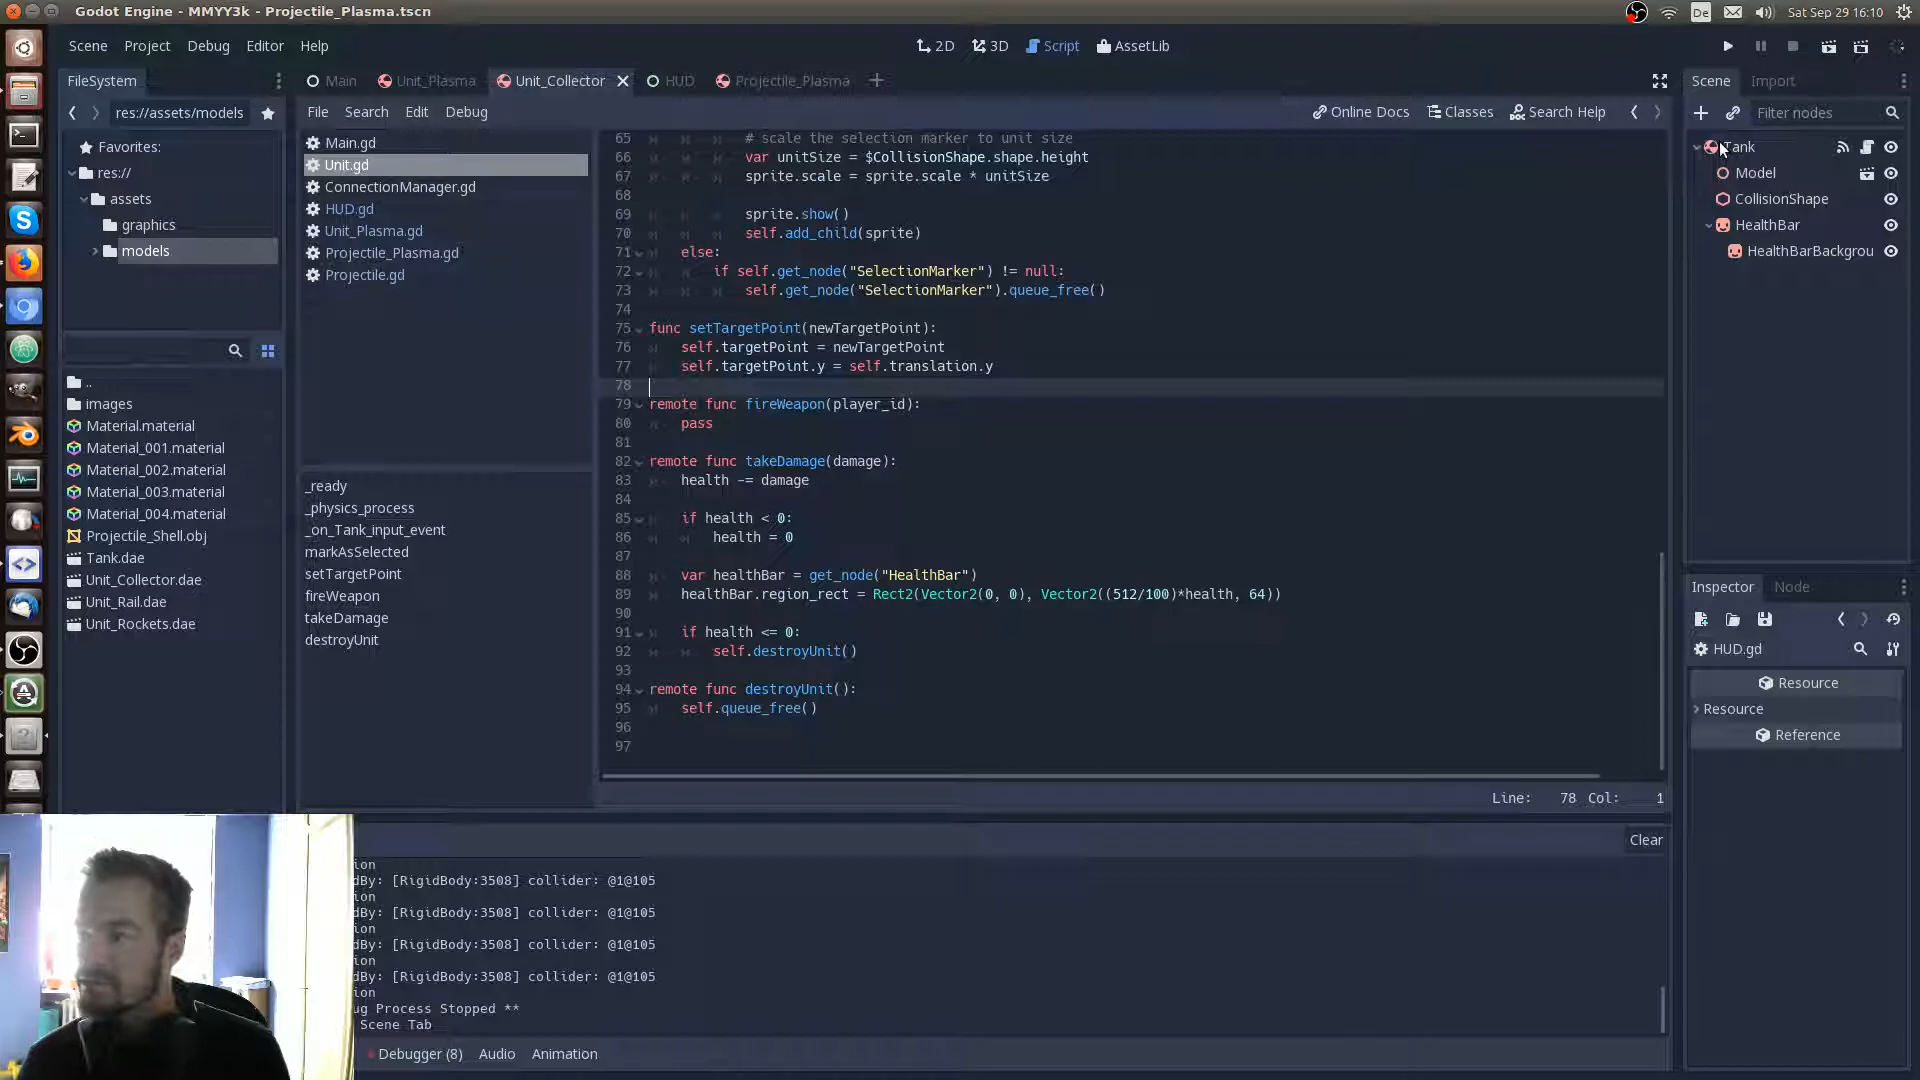 Godot Engine - MMYY3k - Projectile_Plasma.tscn
De
Sat Sep 29 16:10
Scene Project Debug Editor Help
2D 3D Script AssetLib
FileSystem
Main Unit_Plasma Unit_Collector HUD Projectile_Plasma
Scene Import
res://assets/models
File Search Edit Debug
Online Docs Classes Search Help
Filter nodes
Favorites:
res://
assets
graphics
models
..
images
Material.material
Material_001.material
Material_002.material
Material_003.material
Material_004.material
Projectile_Shell.obj
Tank.dae
Unit_Collector.dae
Unit_Rail.dae
Unit_Rockets.dae
Main.gd
Unit.gd
ConnectionManager.gd
HUD.gd
Unit_Plasma.gd
Projectile_Plasma.gd
Projectile.gd
_ready
_physics_process
_on_Tank_input_event
markAsSelected
setTargetPoint
fireWeapon
takeDamage
destroyUnit
65 # scale the selection marker to unit size
66 var unitSize = $CollisionShape.shape.height
67 sprite.scale = sprite.scale * unitSize
68
69 sprite.show()
70 self.add_child(sprite)
71 else:
72 if self.get_node("SelectionMarker") != null:
73 self.get_node("SelectionMarker").queue_free()
74
75 func setTargetPoint(newTargetPoint):
76 self.targetPoint = newTargetPoint
77 self.targetPoint.y = self.translation.y
78
79 remote func fireWeapon(player_id):
80 pass
81
82 remote func takeDamage(damage):
83 health -= damage
84
85 if health < 0:
86 health = 0
87
88 var healthBar = get_node("HealthBar")
89 healthBar.region_rect = Rect2(Vector2(0, 0), Vector2((512/100)*health, 64))
90
91 if health <= 0:
92 self.destroyUnit()
93
94 remote func destroyUnit():
95 self.queue_free()
96
97
Line: 78 Col: 1
Tank
Model
CollisionShape
HealthBar
HealthBarBackgrou
Inspector Node
HUD.gd
Resource
Resource
Reference
Clear
ion
dBy: [RigidBody:3508] collider: @1@105
ion
dBy: [RigidBody:3508] collider: @1@105
ion
dBy: [RigidBody:3508] collider: @1@105
ion
dBy: [RigidBody:3508] collider: @1@105
ion
ug Process Stopped **
Scene Tab
Debugger (8) Audio Animation